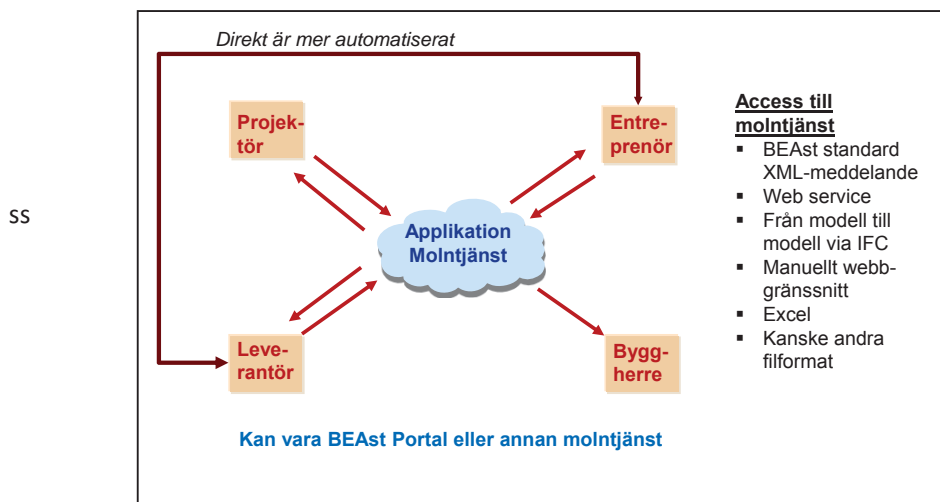 Direkt är mer automatiserat
Projek-
tör
Entre-
prenör
ss
Applikation
Molntjänst
Leve-
rantör
Bygg-
herre
Kan vara BEAst Portal eller annan molntjänst
Access till
molntjänst
▪ BEAst standard
XML-meddelande
▪ Web service
▪ Från modell till
modell via IFC
▪ Manuellt webb-
gränssnitt
▪ Excel
▪ Kanske andra
filformat